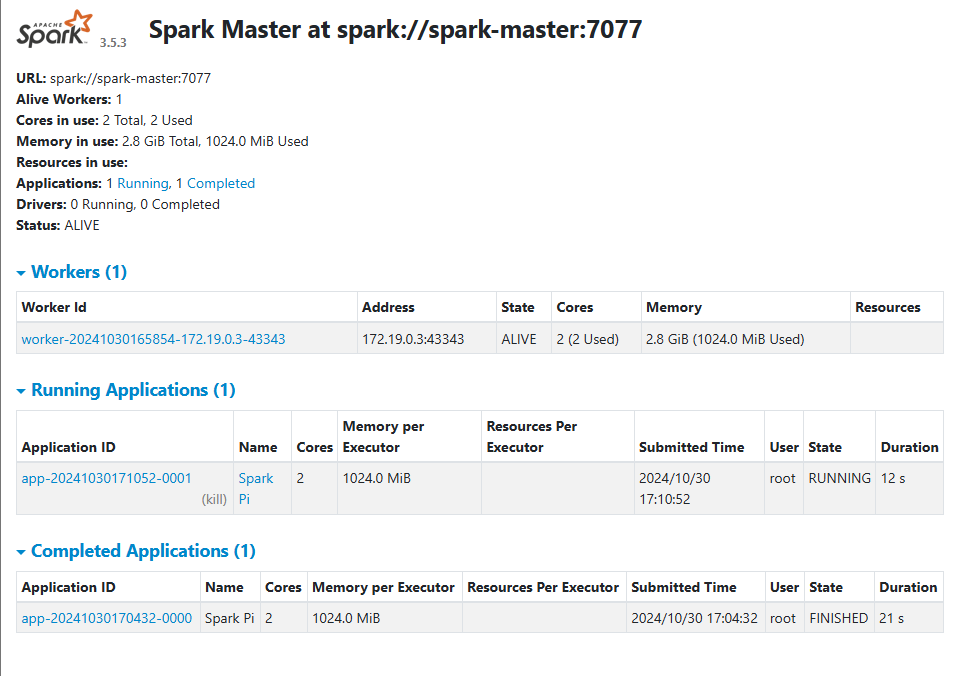 APACHE
Spark 3.5.3 Spark Master at spark://spark-master:7077
URL: spark://spark-master:7077
Alive Workers: 1
Cores in use: 2 Total, 2 Used
Memory in use: 2.8 GiB Total, 1024.0 MiB Used
Resources in use:
Applications: 1 Running, 1 Completed
Drivers: 0 Running, 0 Completed
Status: ALIVE
Workers (1)
Worker Id Address State Cores Memory Resources
worker-20241030165854-172.19.0.3-43343 172.19.0.3:43343 ALIVE 2 (2 Used) 2.8 GiB (1024.0 MiB Used)
Running Applications (1)
Application ID Name Cores Memory per Executor Resources Per Executor Submitted Time User State Duration
app-20241030171052-0001 (kill) Spark Pi 2 1024.0 MiB 2024/10/30 17:10:52 root RUNNING 12 s
Completed Applications (1)
Application ID Name Cores Memory per Executor Resources Per Executor Submitted Time User State Duration
app-20241030170432-0000 Spark Pi 2 1024.0 MiB 2024/10/30 17:04:32 root FINISHED 21 s